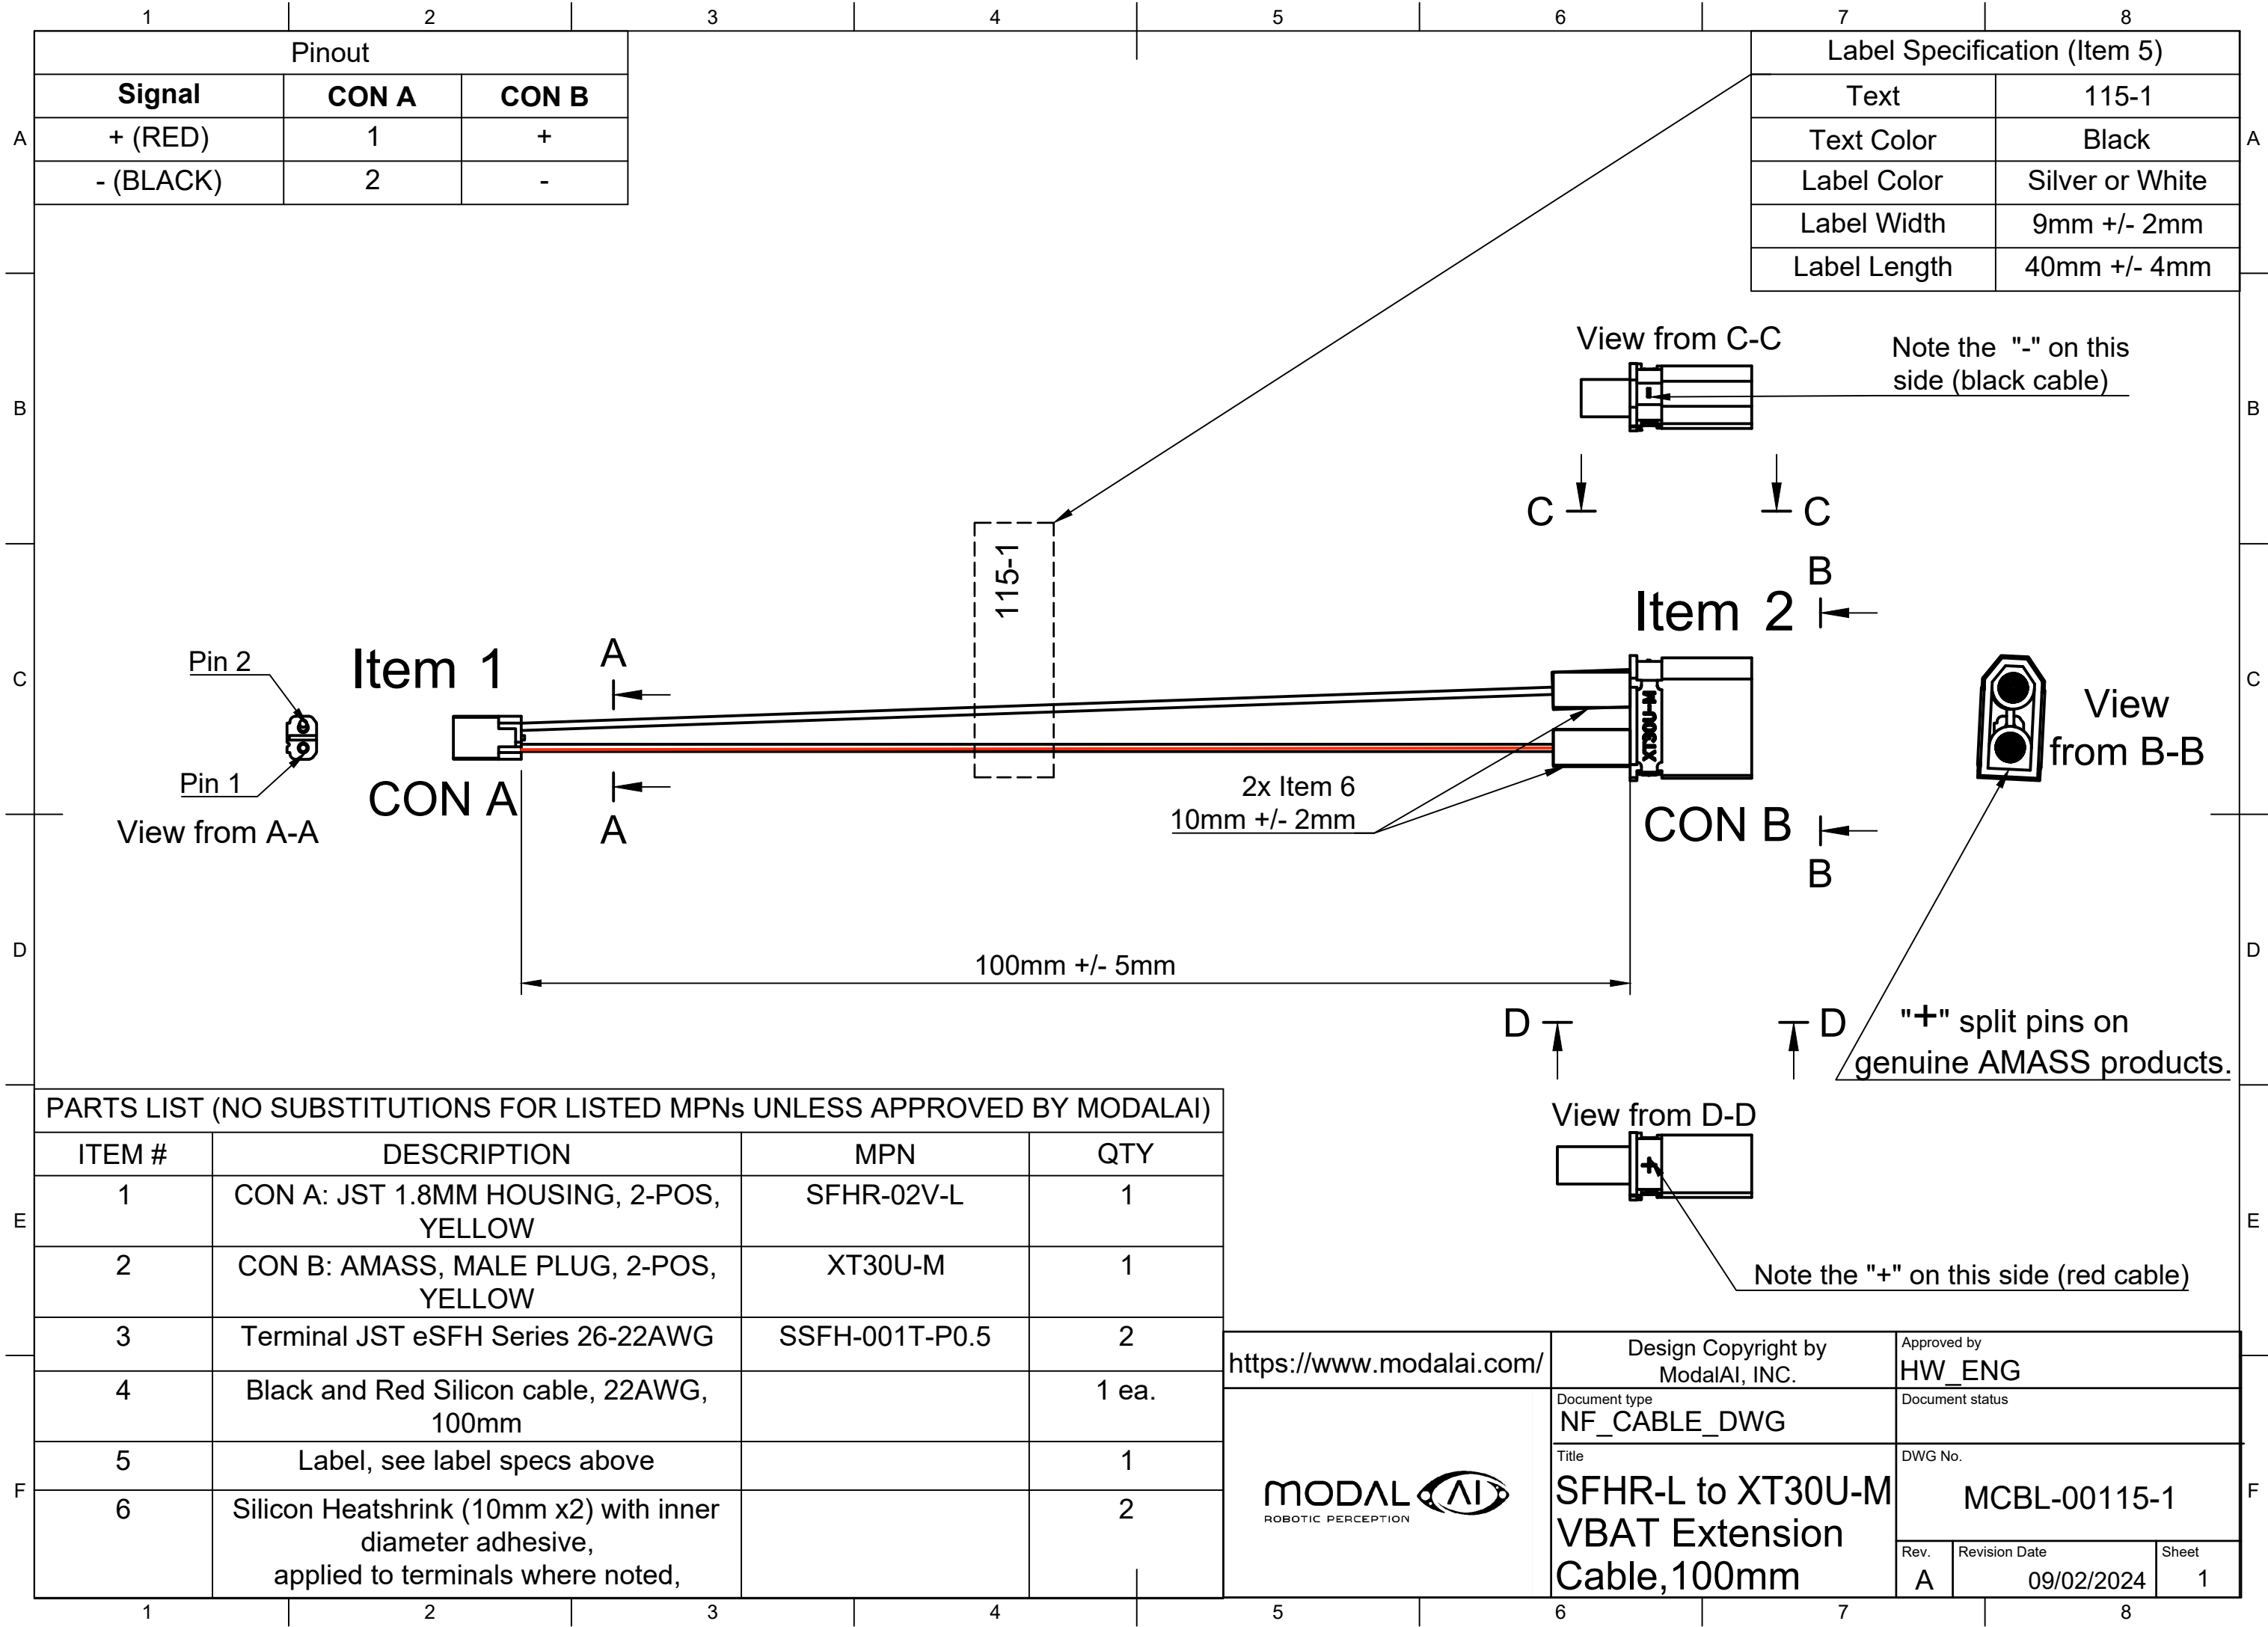 1 2 3 4 5 6 7 8
Pinout
Signal CON A CON B
+ (RED) 1 +
- (BLACK) 2 -
Label Specification (Item 5)
Text 115-1
Text Color Black
Label Color Silver or White
Label Width 9mm +/- 2mm
Label Length 40mm +/- 4mm
A A
View from C-C
Note the "-" on this
side (black cable)
-
B B
C C
B
115-1
Item 2
Item 1
A
Pin 2
C C
XT30U-M
View
from B-B
Pin 1
CON A
View from A-A
A
2x Item 6
10mm +/- 2mm
CON B
B
D D
100mm +/- 5mm
D D
"+" split pins on
genuine AMASS products.
View from D-D
+
Note the "+" on this side (red cable)
PARTS LIST (NO SUBSTITUTIONS FOR LISTED MPNs UNLESS APPROVED BY MODALAI)
ITEM # DESCRIPTION MPN QTY
1 CON A: JST 1.8MM HOUSING, 2-POS, SFHR-02V-L 1
YELLOW
E E
2 CON B: AMASS, MALE PLUG, 2-POS, XT30U-M 1
YELLOW
3 Terminal JST eSFH Series 26-22AWG SSFH-001T-P0.5 2
4 Black and Red Silicon cable, 22AWG, 1 ea.
100mm
5 Label, see label specs above 1
F F
6 Silicon Heatshrink (10mm x2) with inner 2
diameter adhesive,
applied to terminals where noted,
https://www.modalai.com/
Design Copyright by
ModalAI, INC.
Approved by
HW_ENG
Document type
NF_CABLE_DWG
Document status
MODAL AI
ROBOTIC PERCEPTION
Title
SFHR-L to XT30U-M
VBAT Extension
Cable,100mm
DWG No.
MCBL-00115-1
Rev. Revision Date Sheet
A 09/02/2024 1
1 2 3 4 5 6 7 8